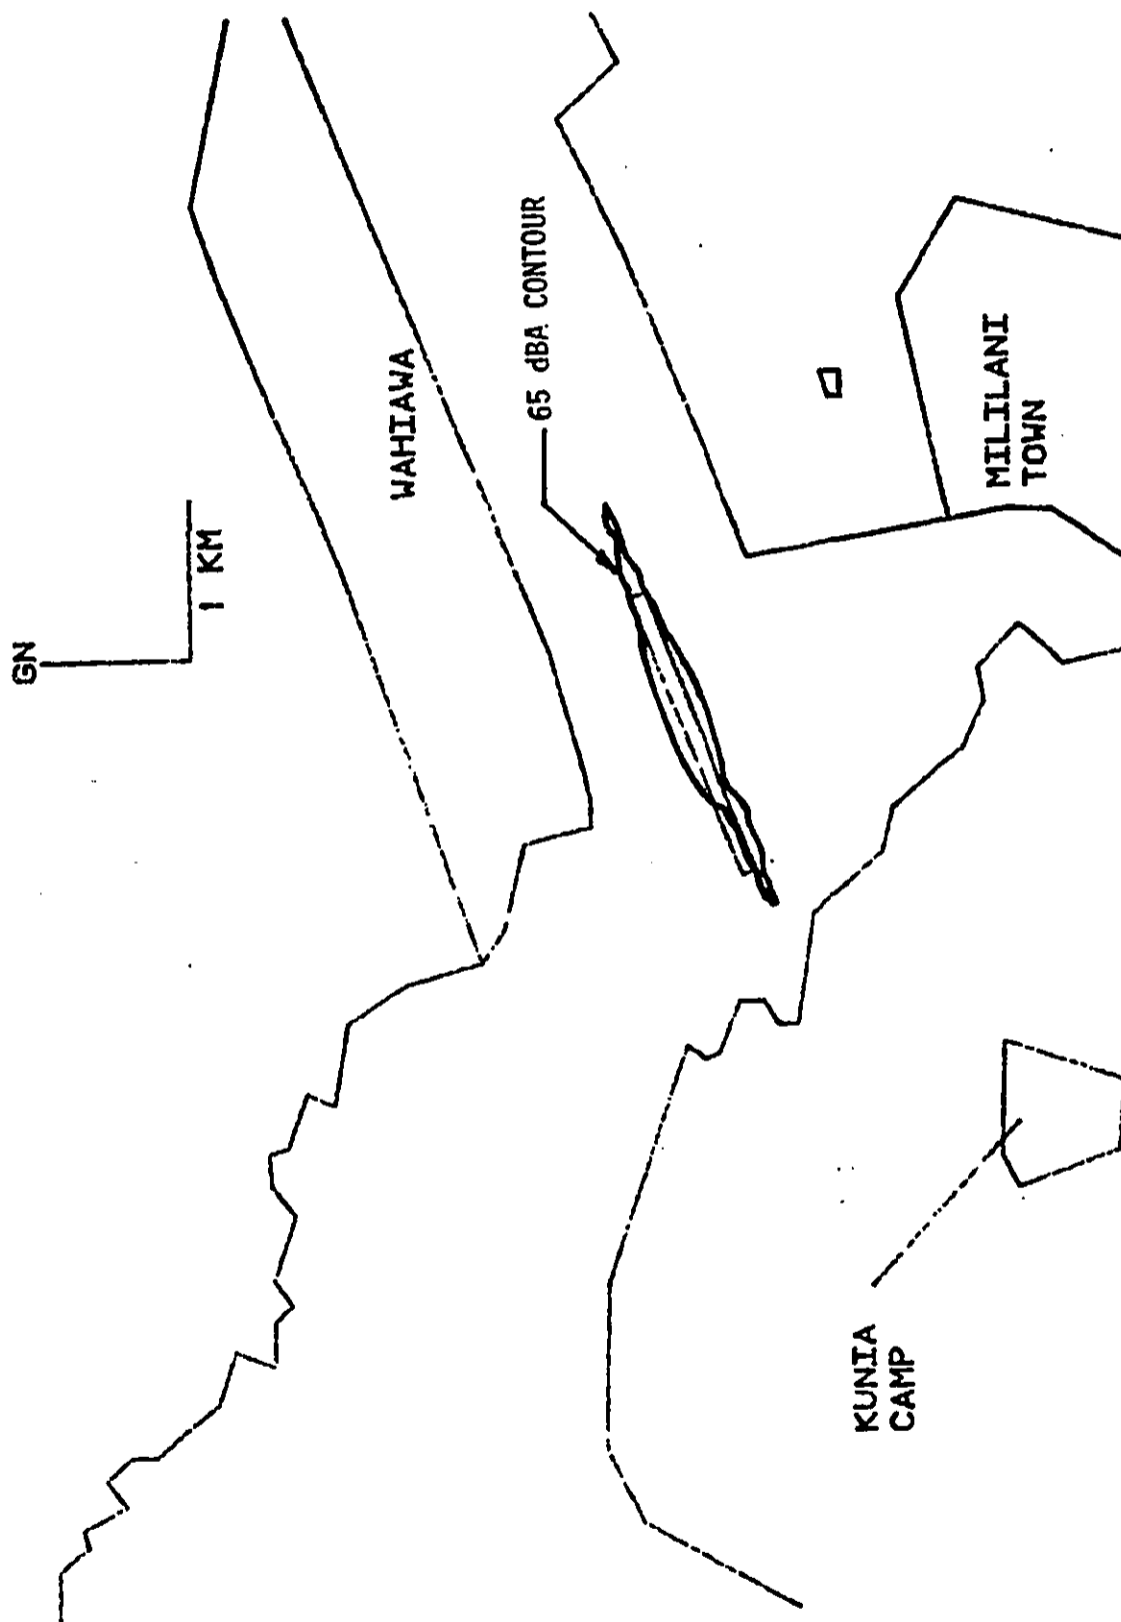 GN
1 KM
WAHIAWA
65 dBA CONTOUR
MILILANI
TOWN
KUNIA
CAMP